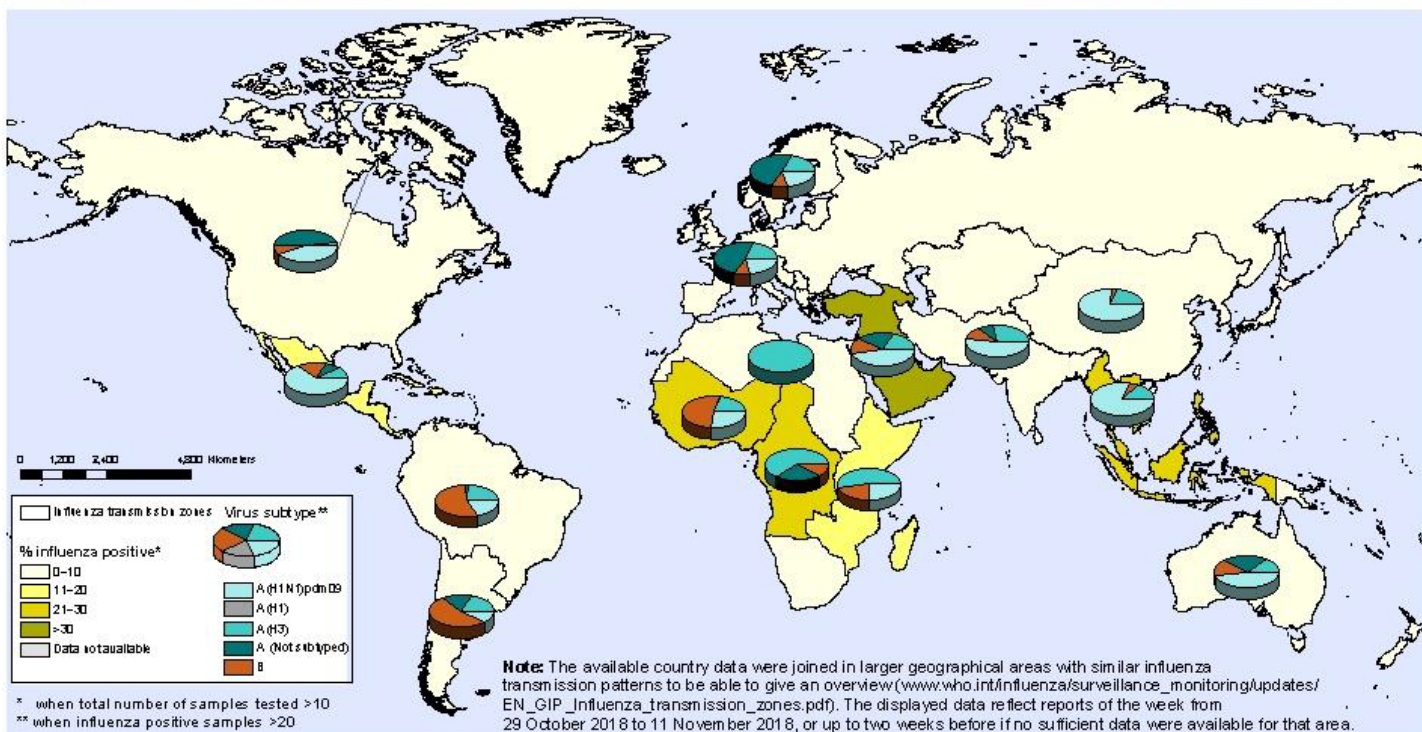 0 1,200 2,400 4,800 Kilometers
Influenza transmission zones
Virus subtype**
% influenza positive*
0–10
11–20
21–30
>30
Data not available
A(H1N1)pdm09
A(H1)
A(H3)
A (Not subtyped)
B
* when total number of samples tested >10
** when influenza positive samples >20
Note: The available country data were joined in larger geographical areas with similar influenza
transmission patterns to be able to give an overview (www.who.int/influenza/surveillance_monitoring/updates/
EN_GIP_Influenza_transmission_zones.pdf). The displayed data reflect reports of the week from
29 October 2018 to 11 November 2018, or up to two weeks before if no sufficient data were available for that area.